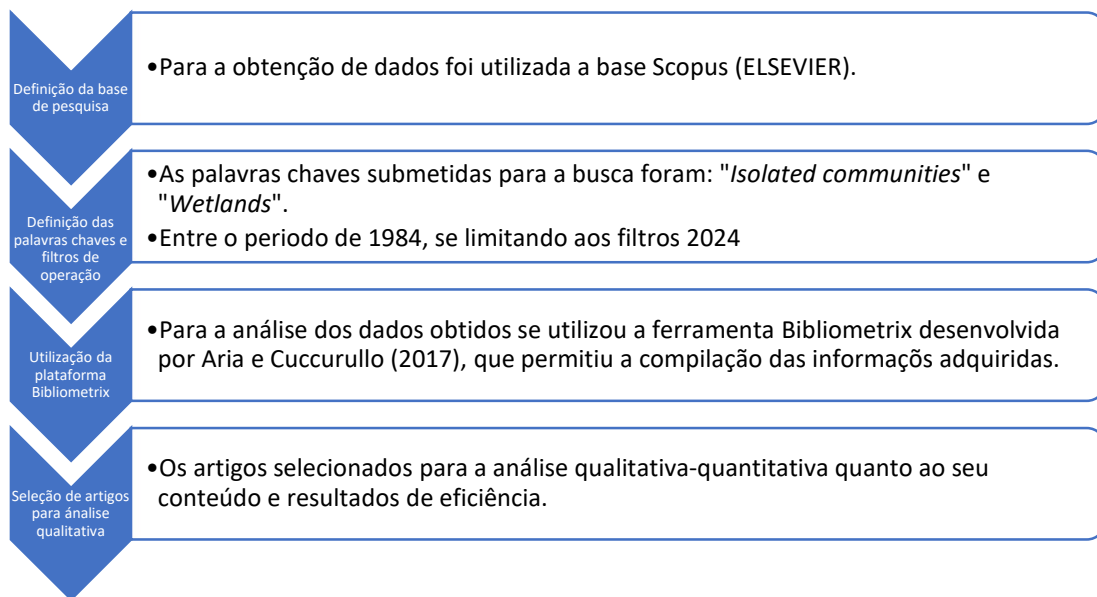 Definição da base
de pesquisa
•Para a obtenção de dados foi utilizada a base Scopus (ELSEVIER).
Definição das
palavras chaves e
filtros de
operação
•As palavras chaves submetidas para a busca foram: "Isolated communities" e
"Wetlands".
•Entre o periodo de 1984, se limitando aos filtros 2024
Utilização da
plataforma
Bibliometrix
•Para a análise dos dados obtidos se utilizou a ferramenta Bibliometrix desenvolvida
por Aria e Cuccurullo (2017), que permitiu a compilação das informaçõs adquiridas.
Seleção de artigos
para ánalise
qualitativa
•Os artigos selecionados para a análise qualitativa-quantitativa quanto ao seu
conteúdo e resultados de eficiência.